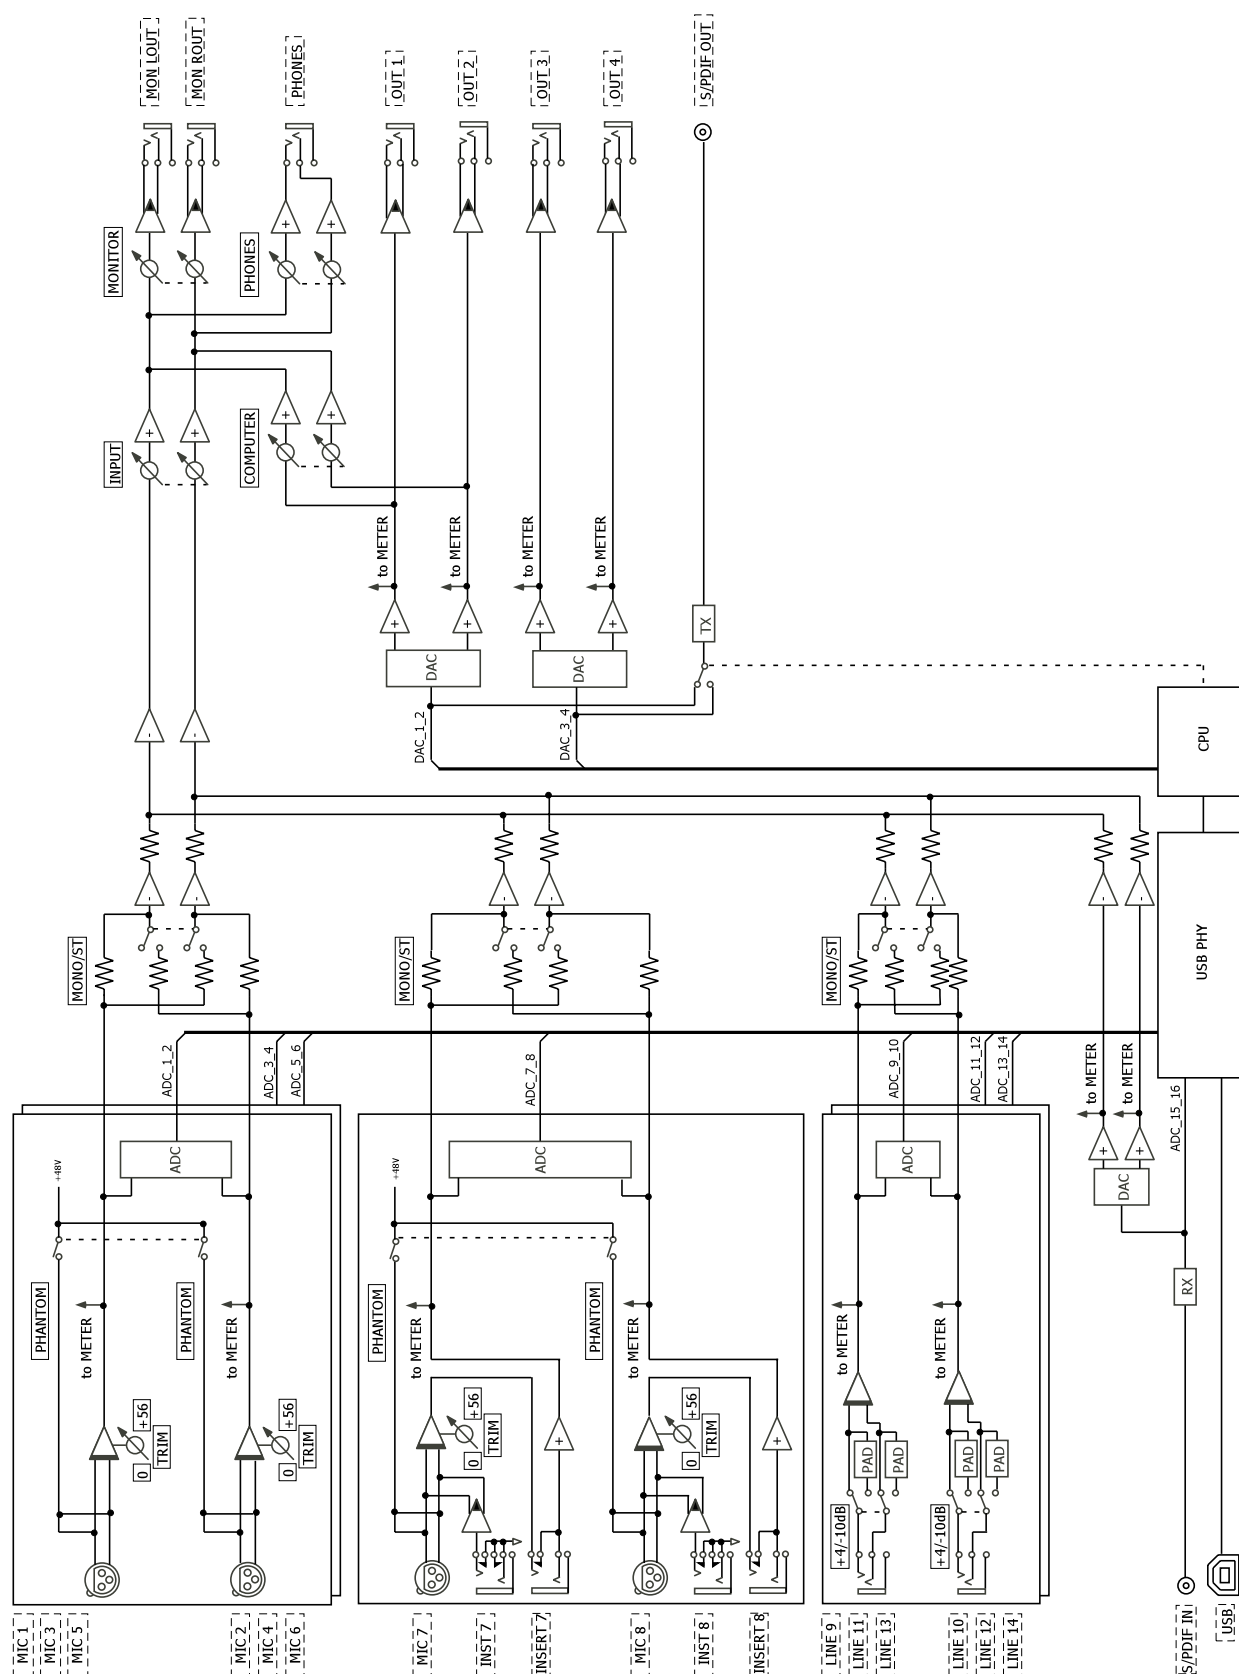 MON LOUT
MON ROUT
PHONES
OUT 1
OUT 2
OUT 3
OUT 4
S/PDIF OUT
MONITOR
PHONES
+
+
INPUT
COMPUTER
+
+
+
+
to METER
to METER
to METER
to METER
+
+
+
+
DAC
DAC
TX
DAC_1_2
DAC_3_4
-
-
CPU
-
-
-
-
-
-
-
-
MONO/ST
MONO/ST
MONO/ST
USB PHY
ADC_1_2
ADC_3_4
ADC_5_6
ADC_7_8
ADC_9_10
ADC_11_12
ADC_13_14
to METER
to METER
ADC_15_16
+48V
ADC
+48V
ADC
ADC
+
+
DAC
RX
PHANTOM
PHANTOM
PHANTOM
PHANTOM
to METER
to METER
to METER
to METER
to METER
to METER
0
+56
TRIM
0
+56
TRIM
0
+56
TRIM
+
0
+56
TRIM
+
PAD
PAD
PAD
PAD
+4/-10dB
+4/-10dB
MIC 1
MIC 3
MIC 5
MIC 2
MIC 4
MIC 6
MIC 7
INST 7
INSERT 7
MIC 8
INST 8
INSERT 8
LINE 9
LINE 11
LINE 13
LINE 10
LINE 12
LINE 14
S/PDIF IN
USB